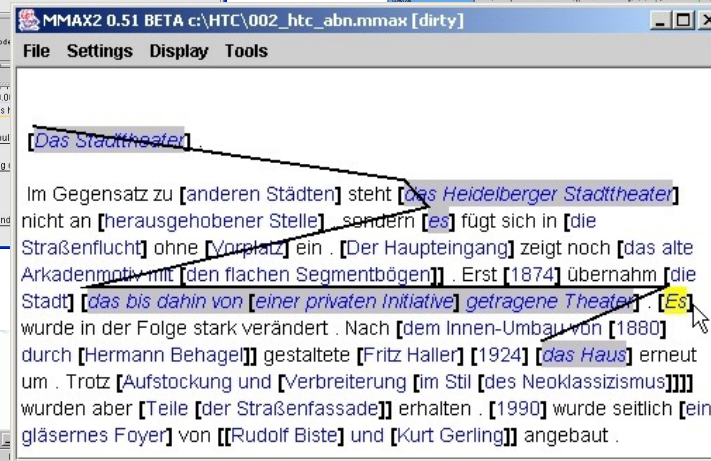 MMAX2 0.51 BETA c:\HTC\002_htc_abn.mmax [dirty]
File Settings Display Tools
[Das Stadttheater] .
Im Gegensatz zu [anderen Städten] steht [das Heidelberger Stadttheater]
nicht an [herausgehobener Stelle] , sondern [es] fügt sich in [die
Straßenflucht] ohne [Vorplatz] ein . [Der Haupteingang] zeigt noch [das alte
Arkadenmotiv mit [den flachen Segmentbögen]] . Erst [1874] übernahm [die
Stadt] [das bis dahin von [einer privaten Initiative] getragene Theater] . [Es]
wurde in der Folge stark verändert . Nach [dem Innen-Umbau von [1880]
durch [Hermann Behagel]] gestaltete [Fritz Haller] [1924] [das Haus] erneut
um . Trotz [Aufstockung und [Verbreiterung [im Stil [des Neoklassizismus]]]]
wurden aber [Teile [der Straßenfassade]] erhalten . [1990] wurde seitlich [ein
gläsernes Foyer] von [[Rudolf Biste] und [Kurt Gerling]] angebaut .